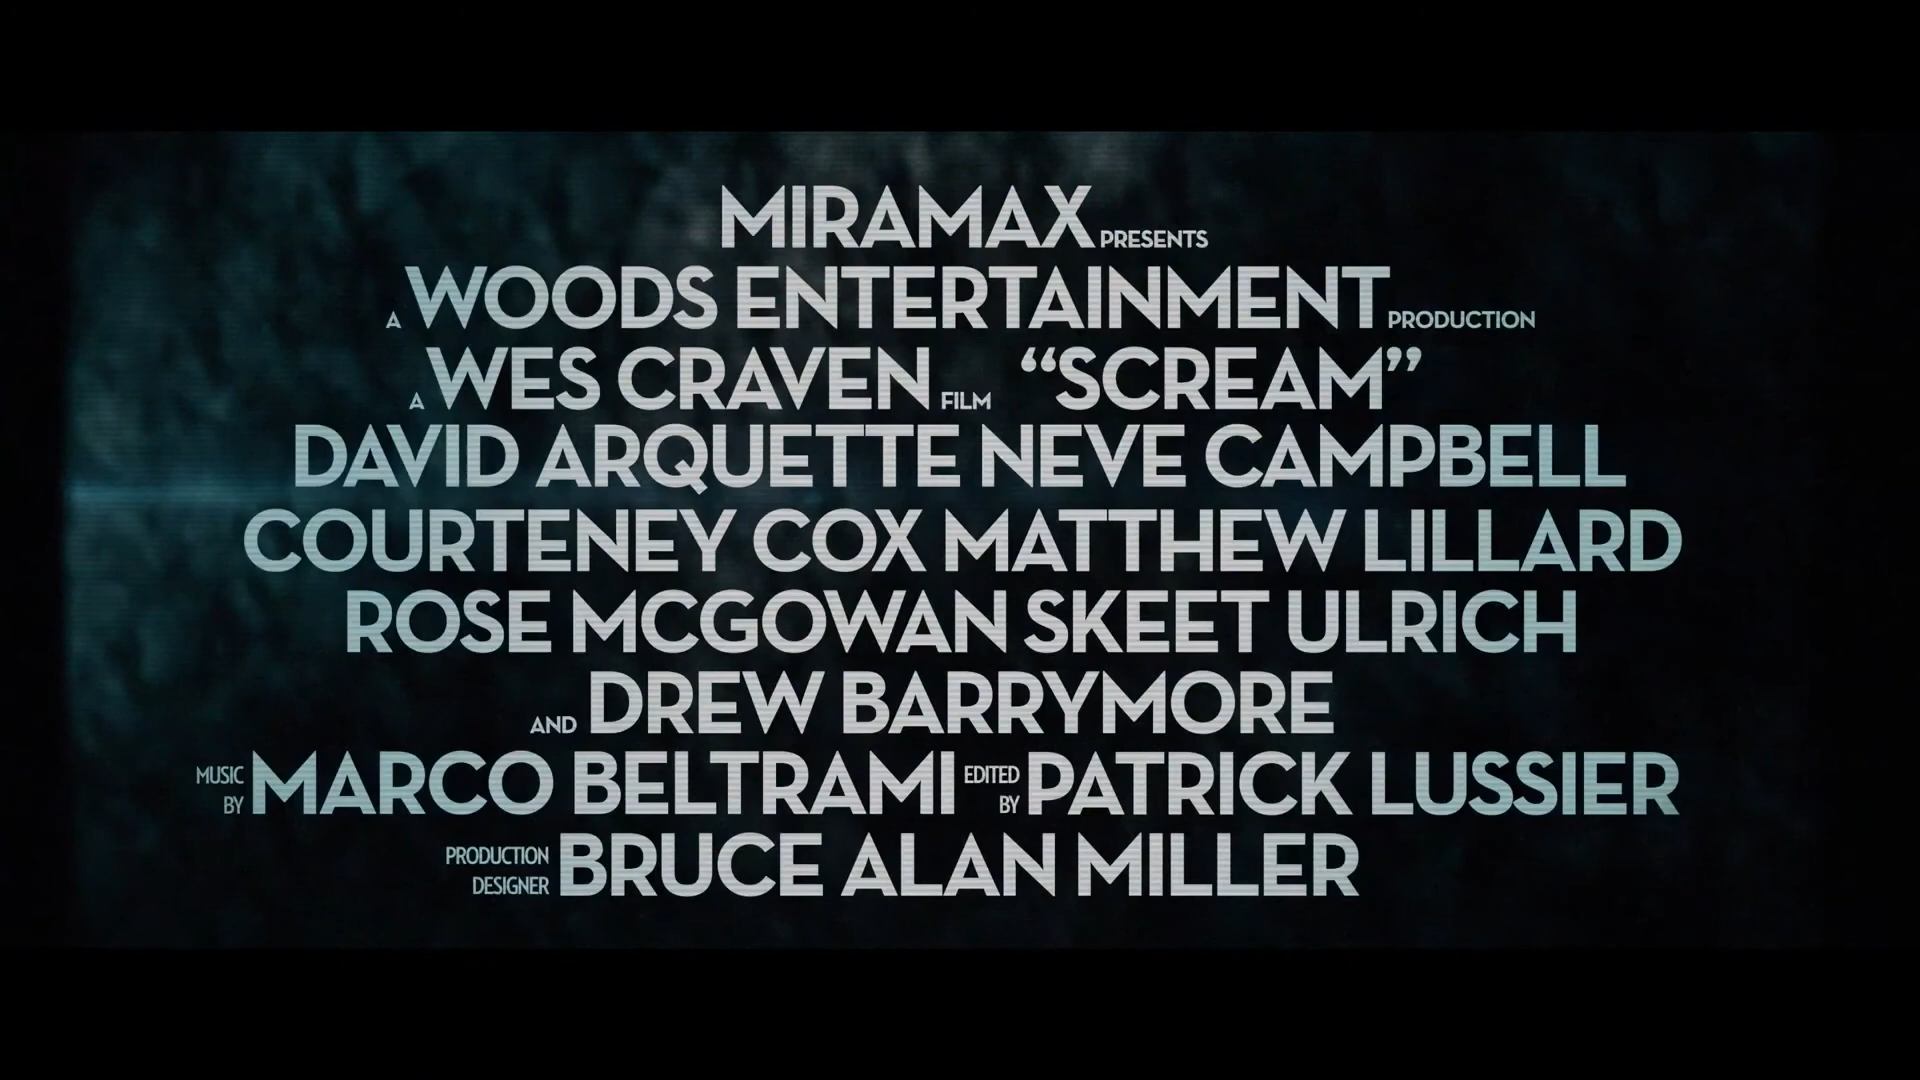 MIRAMAX PRESENTS
A WOODS ENTERTAINMENT PRODUCTION
A WES CRAVEN FILM “SCREAM”
DAVID ARQUETTE NEVE CAMPBELL
COURTENEY COX MATTHEW LILLARD
ROSE MCGOWAN SKEET ULRICH
AND DREW BARRYMORE
MUSIC BY MARCO BELTRAMI EDITED BY PATRICK LUSSIER
PRODUCTION DESIGNER BRUCE ALAN MILLER